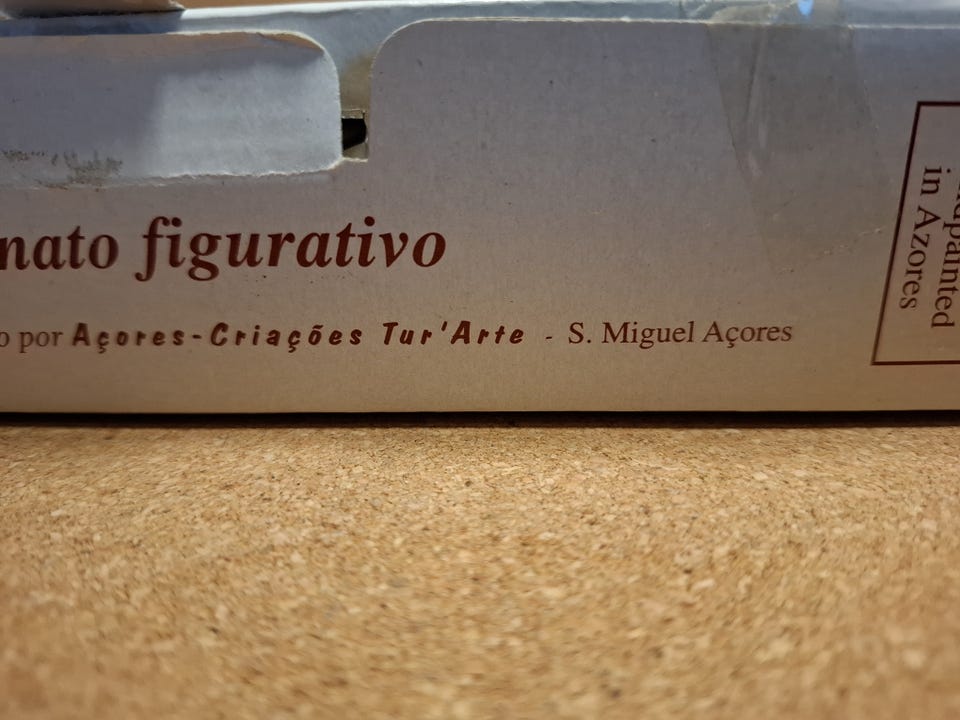 nato figurativo
o por Açores-Criações Tur'Arte - S. Miguel Açores
in Azores